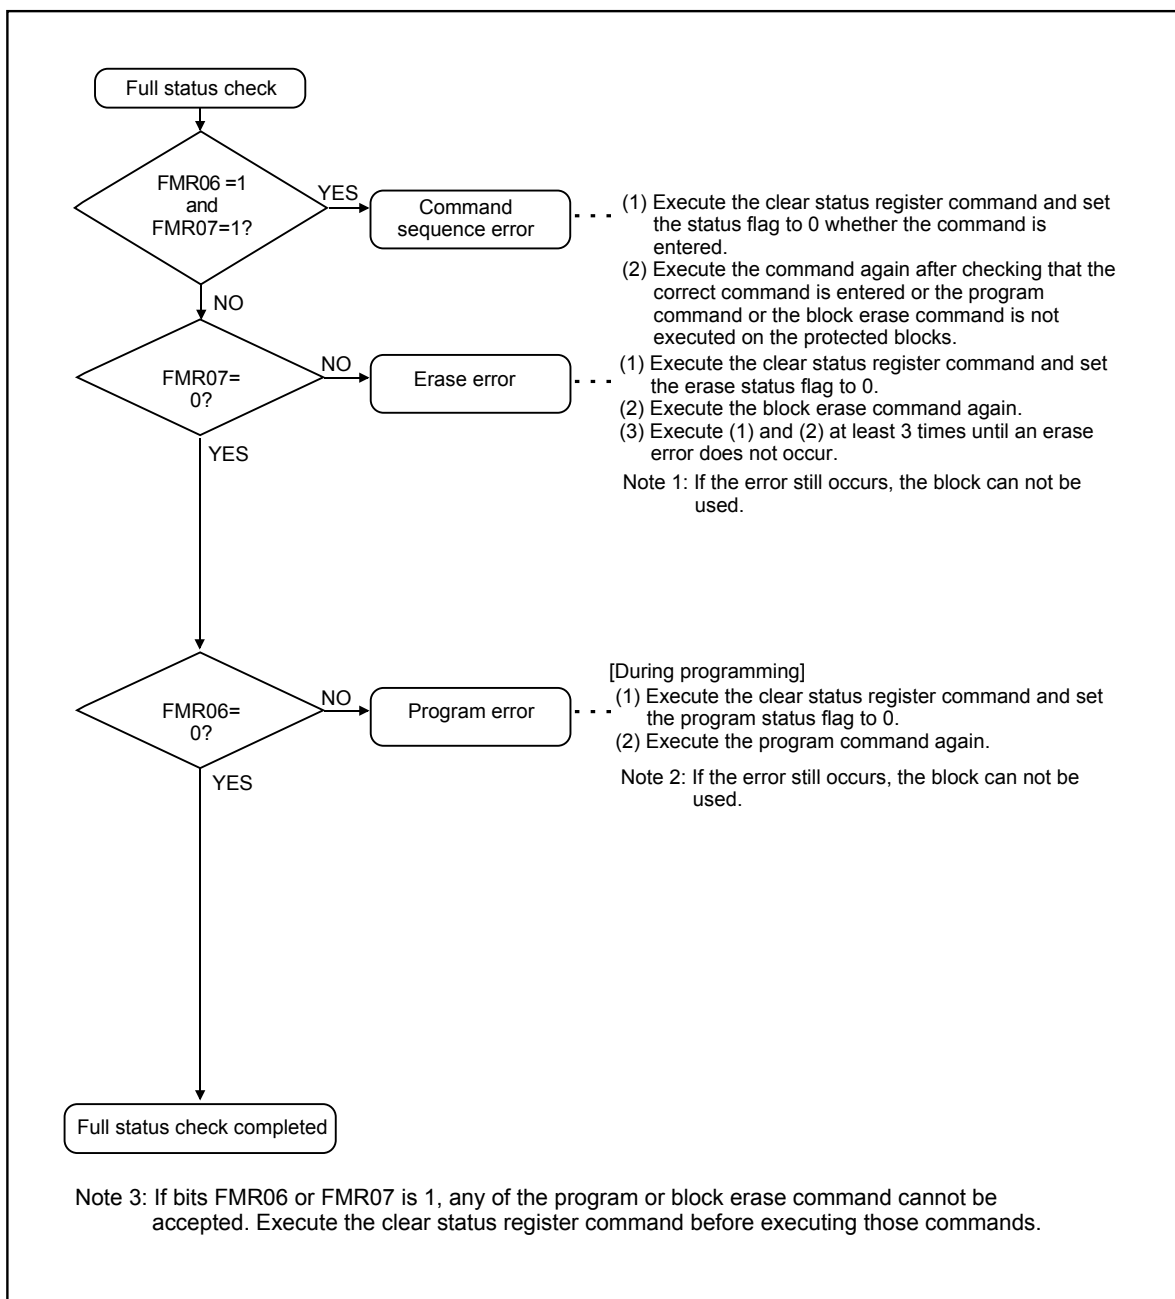 Full status check
FMR06 =1
and
FMR07=1?
YES
Command
sequence error
(1) Execute the clear status register command and set
the status flag to 0 whether the command is
entered.
(2) Execute the command again after checking that the
correct command is entered or the program
command or the block erase command is not
executed on the protected blocks.
NO
FMR07=
0?
NO
Erase error
(1) Execute the clear status register command and set
the erase status flag to 0.
(2) Execute the block erase command again.
(3) Execute (1) and (2) at least 3 times until an erase
error does not occur.
Note 1: If the error still occurs, the block can not be
used.
YES
FMR06=
0?
NO
Program error
[During programming]
(1) Execute the clear status register command and set
the program status flag to 0.
(2) Execute the program command again.
Note 2: If the error still occurs, the block can not be
used.
YES
Full status check completed
Note 3: If bits FMR06 or FMR07 is 1, any of the program or block erase command cannot be
accepted. Execute the clear status register command before executing those commands.